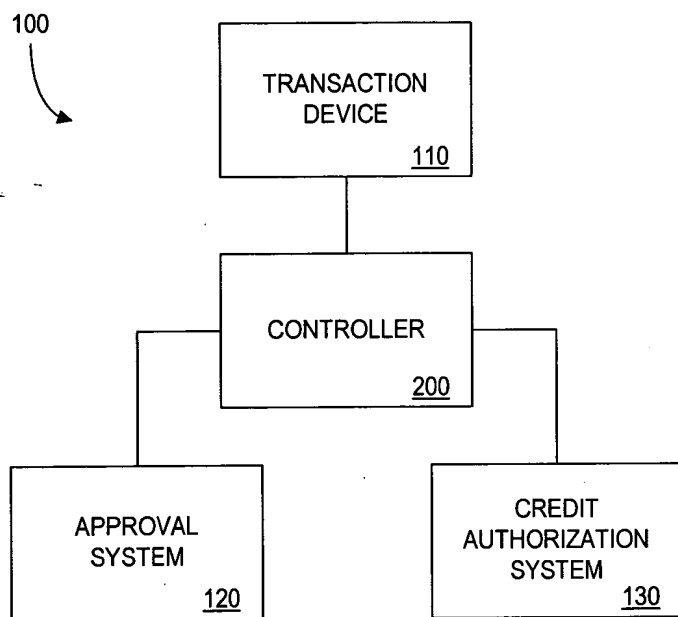 100
TRANSACTION
DEVICE
110
CONTROLLER
200
APPROVAL
SYSTEM
120
CREDIT
AUTHORIZATION
SYSTEM
130